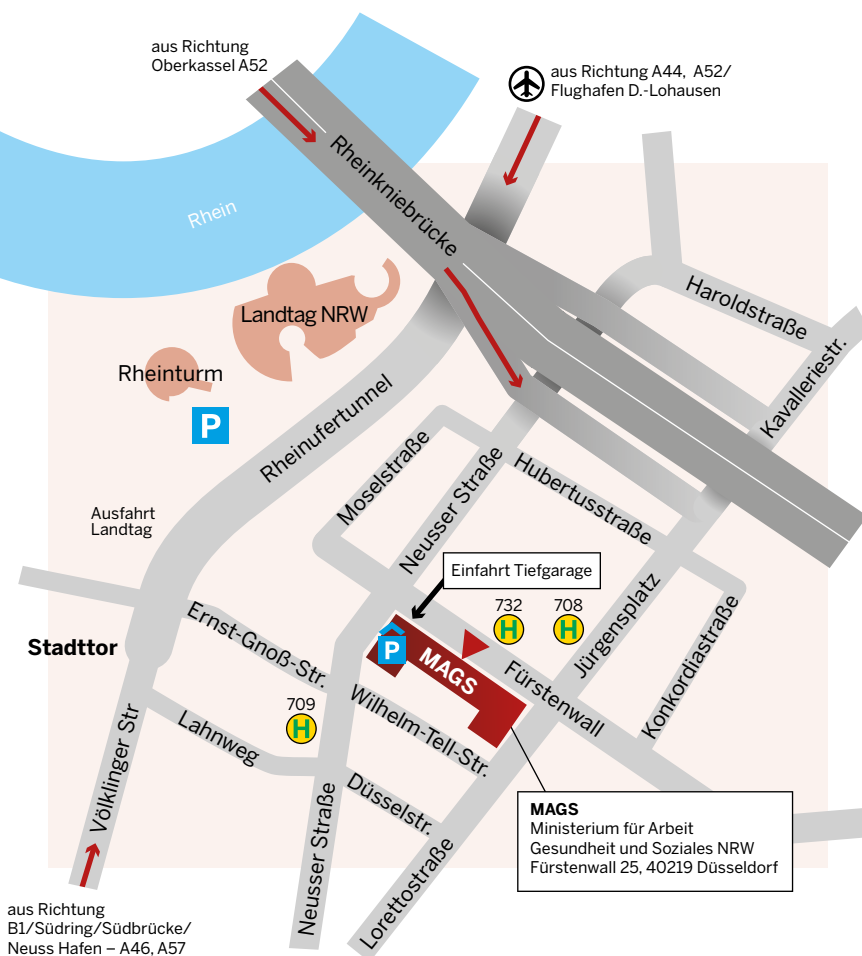 aus Richtung
Oberkassel A52
aus Richtung A44, A52/
Flughafen D.-Lohausen
Rheinkniebrücke
Rhein
Haroldstraße
Landtag NRW
Kavalleriestr.
Rheinturm
P
Rheinufertunnel
Moselstraße
Neusser Straße
Hubertusstraße
Ausfahrt
Landtag
Einfahrt Tiefgarage
732
H
708
H
Jürgensplatz
Konkordiastraße
Ernst-Gnoß-Str.
Stadttor
P
MAGS
Fürstenwall
709
H
Wilhelm-Tell-Str.
Lahnweg
Völklinger Str
Düsselstr.
Neusser Straße
Lorettostraße
MAGS
Ministerium für Arbeit
Gesundheit und Soziales NRW
Fürstenwall 25, 40219 Düsseldorf
aus Richtung
B1/Südring/Südbrücke/
Neuss Hafen – A46, A57